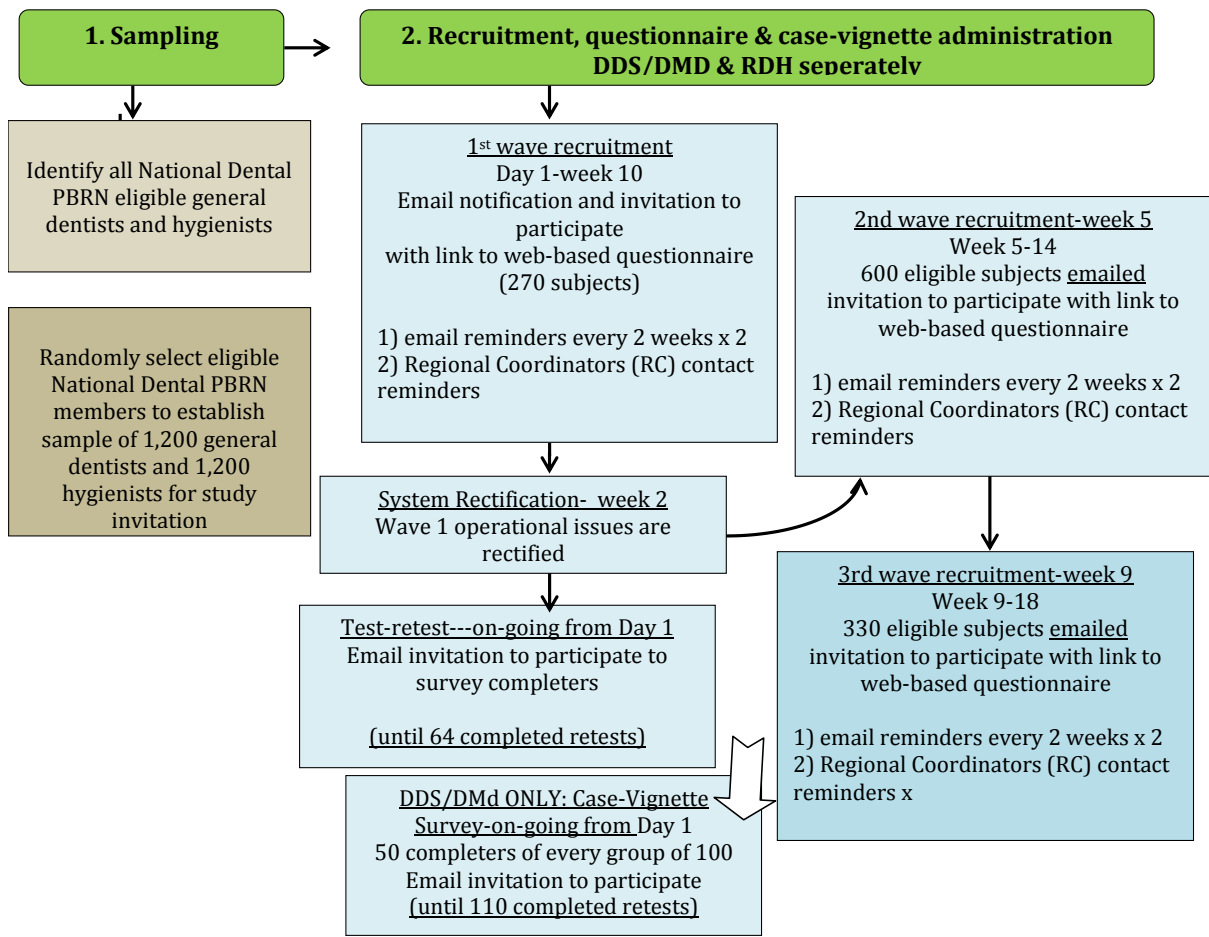 1. Sampling
2. Recruitment, questionnaire & case-vignette administration
DDS/DMD & RDH seperately
Identify all National Dental
PBRN eligible general
dentists and hygienists
Randomly select eligible
National Dental PBRN
members to establish
sample of 1,200 general
dentists and 1,200
hygienists for study
invitation
1st wave recruitment
Day 1-week 10
Email notification and invitation to
participate
with link to web-based questionnaire
(270 subjects)
1) email reminders every 2 weeks x 2
2) Regional Coordinators (RC) contact
reminders
System Rectification- week 2
Wave 1 operational issues are
rectified
Test-retest---on-going from Day 1
Email invitation to participate to
survey completers
(until 64 completed retests)
DDS/DMd ONLY: Case-Vignette
Survey-on-going from Day 1
50 completers of every group of 100
Email invitation to participate
(until 110 completed retests)
2nd wave recruitment-week 5
Week 5-14
600 eligible subjects emailed
invitation to participate with link to
web-based questionnaire
1) email reminders every 2 weeks x 2
2) Regional Coordinators (RC) contact
reminders
3rd wave recruitment-week 9
Week 9-18
330 eligible subjects emailed
invitation to participate with link to
web-based questionnaire
1) email reminders every 2 weeks x 2
2) Regional Coordinators (RC) contact
reminders x